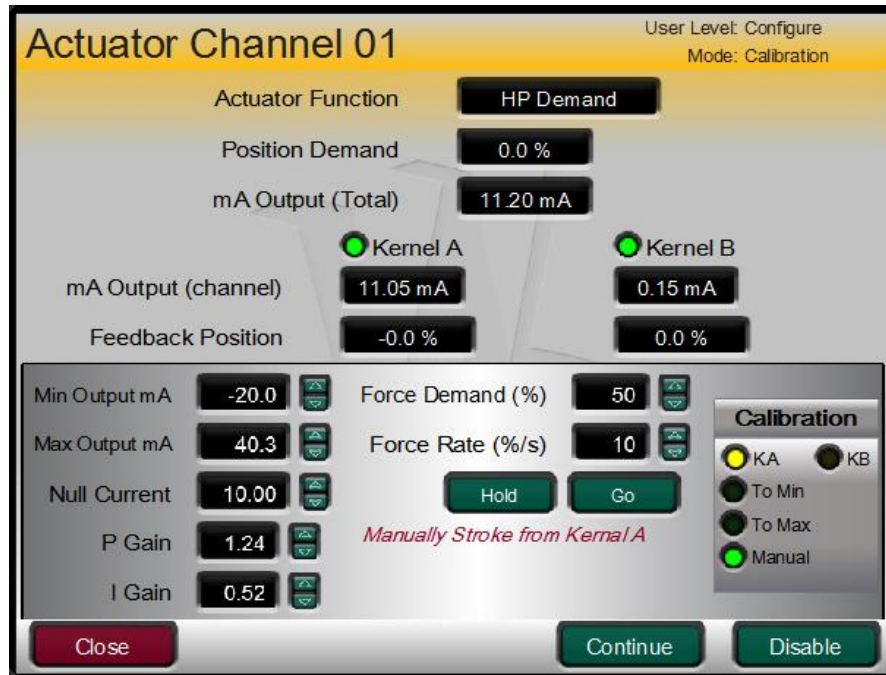 Actuator Channel 01
User Level: Configure
Mode: Calibration
Actuator Function HP Demand
Position Demand 0.0 %
mA Output (Total) 11.20 mA
Kernel A Kernel B
mA Output (channel) 11.05 mA 0.15 mA
Feedback Position -0.0 % 0.0 %
Min Output mA -20.0 Force Demand (%) 50
Max Output mA 40.3 Force Rate (%/s) 10
Null Current 10.00 Hold Go
P Gain 1.24 Manually Stroke from Kernal A
I Gain 0.52
Calibration
KA KB
To Min
To Max
Manual
Close Continue Disable